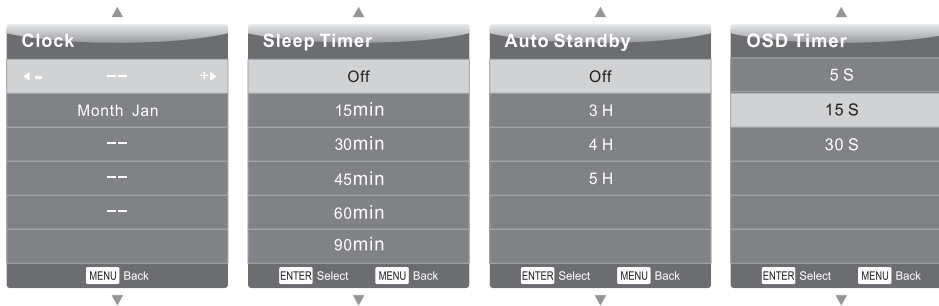 Clock
◀ - -- +▶
Month Jan
--
--
--
MENU Back
Sleep Timer
Off
15min
30min
45min
60min
90min
ENTER Select MENU Back
Auto Standby
Off
3 H
4 H
5 H
ENTER Select MENU Back
OSD Timer
5 S
15 S
30 S
ENTER Select MENU Back